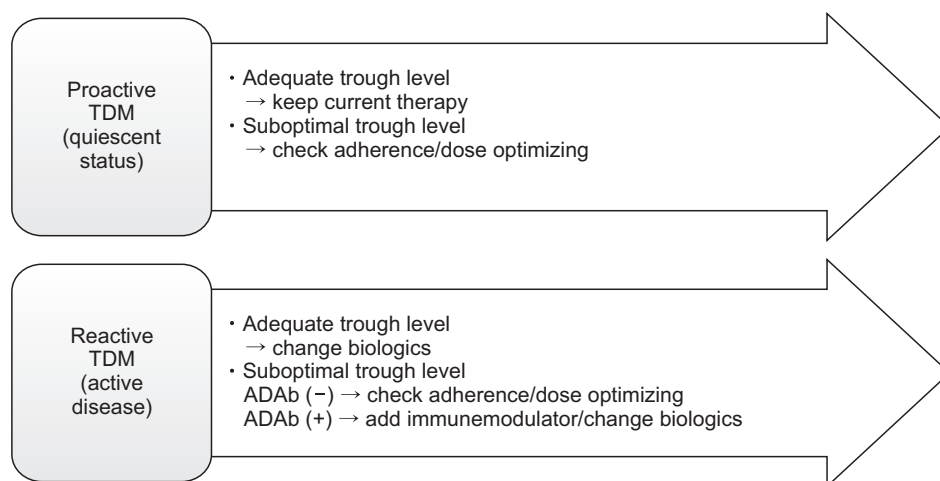 Proactive
TDM
(quiescent
status)
・Adequate trough level
→ keep current therapy
・Suboptimal trough level
→ check adherence/dose optimizing
Reactive
TDM
(active
disease)
・Adequate trough level
→ change biologics
・Suboptimal trough level
ADAb (−) → check adherence/dose optimizing
ADAb (+) → add immunemodulator/change biologics